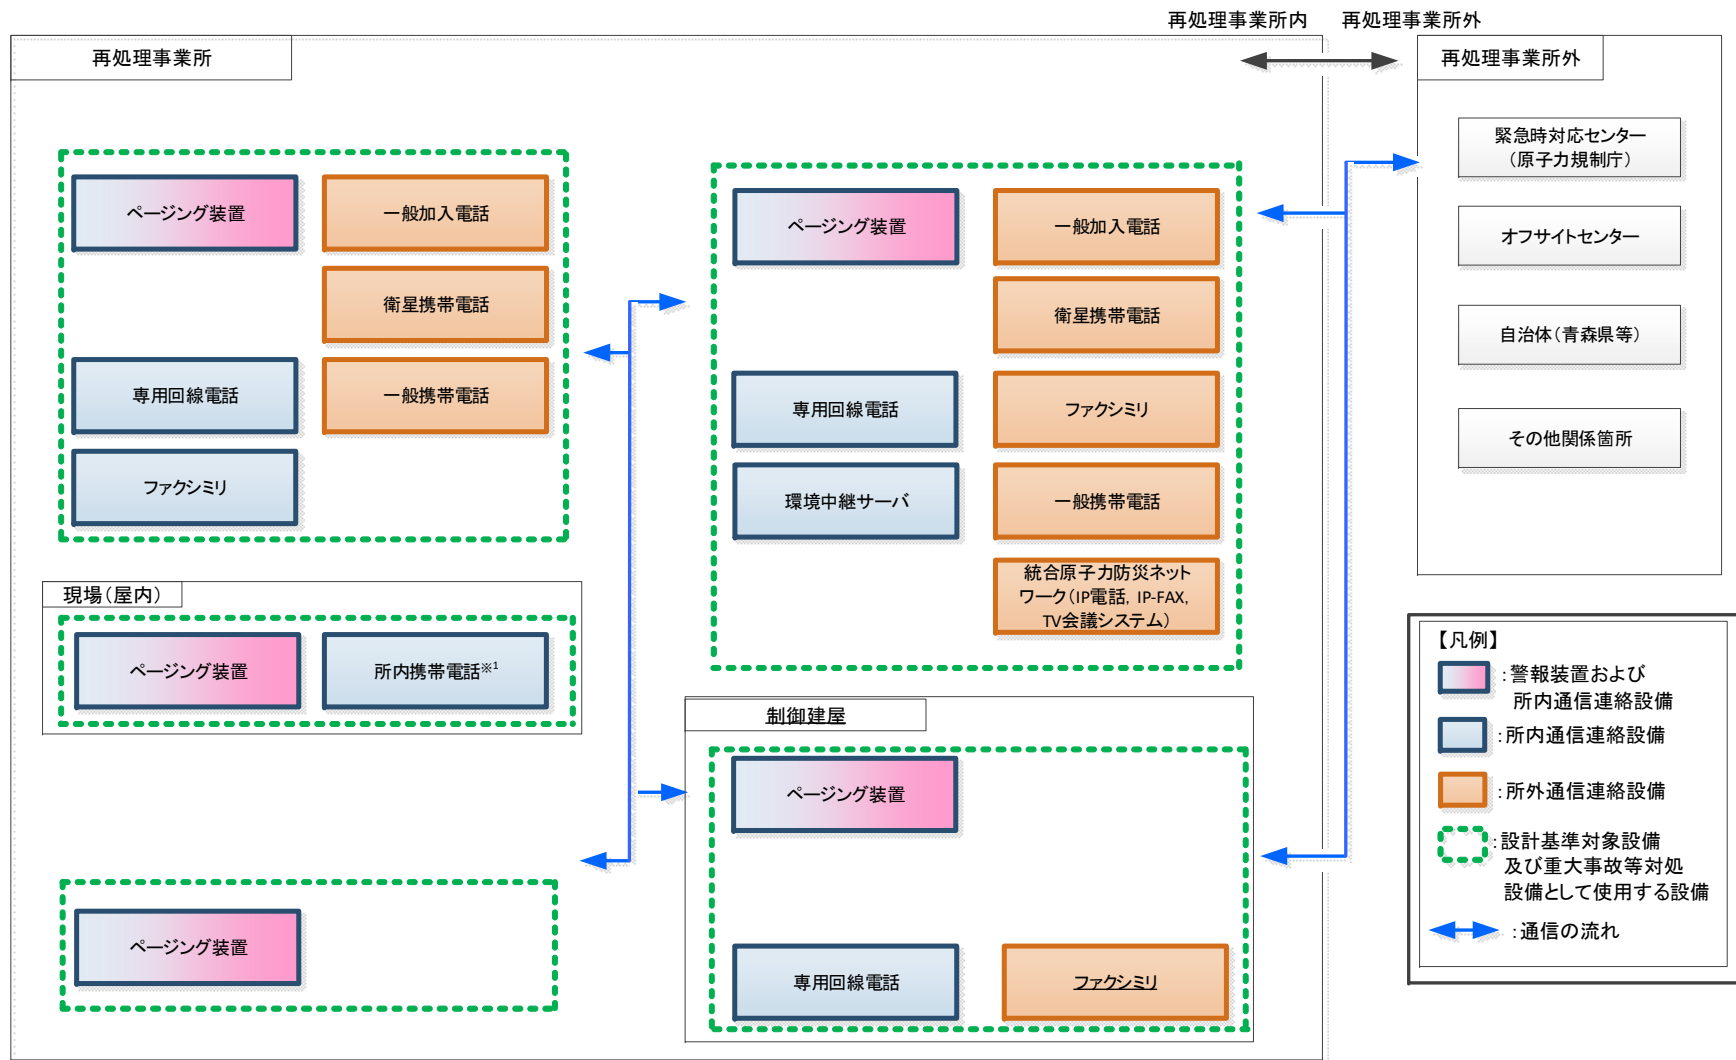 再処理事業所内
再処理事業所外
再処理事業所
ページング装置
一般加入電話
衛星携帯電話
専用回線電話
一般携帯電話
ファクシミリ
現場(屋内)
ページング装置
所内携帯電話※1
ページング装置
ページング装置
一般加入電話
衛星携帯電話
専用回線電話
ファクシミリ
環境中継サーバ
一般携帯電話
統合原子力防災ネット
ワーク(IP電話, IP-FAX,
TV会議システム)
制御建屋
ページング装置
専用回線電話
ファクシミリ
再処理事業所外
緊急時対応センター
(原子力規制庁)
オフサイトセンター
自治体(青森県等)
その他関係箇所
【凡例】
:警報装置および
所内通信連絡設備
:所内通信連絡設備
:所外通信連絡設備
:設計基準対象設備
及び重大事故等対処
設備として使用する設備
:通信の流れ